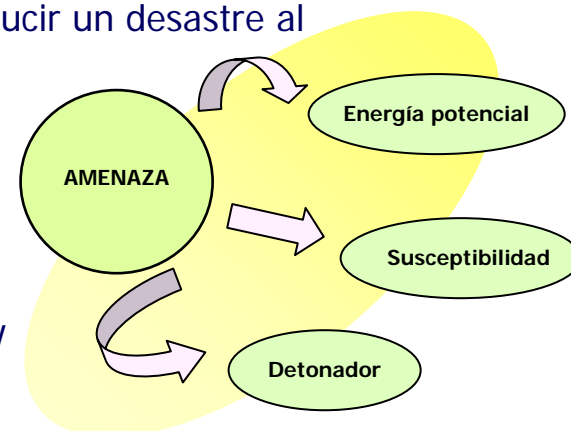 ucir un desastre al
Energía potencial
AMENAZA
Susceptibilidad
Detonador